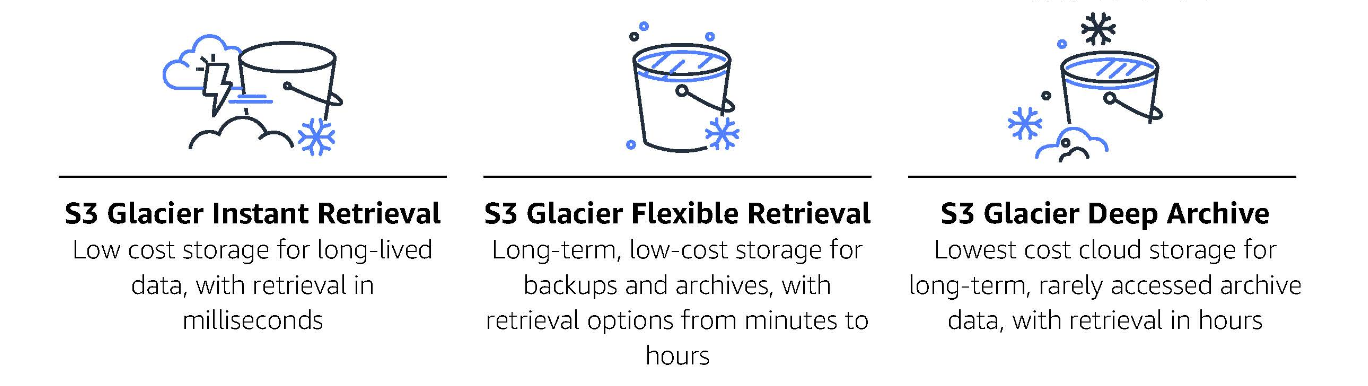 S3 Glacier Instant Retrieval
Low cost storage for long-lived
data, with retrieval in
milliseconds
S3 Glacier Flexible Retrieval
Long-term, low-cost storage for
backups and archives, with
retrieval options from minutes to
hours
S3 Glacier Deep Archive
Lowest cost cloud storage for
long-term, rarely accessed archive
data, with retrieval in hours